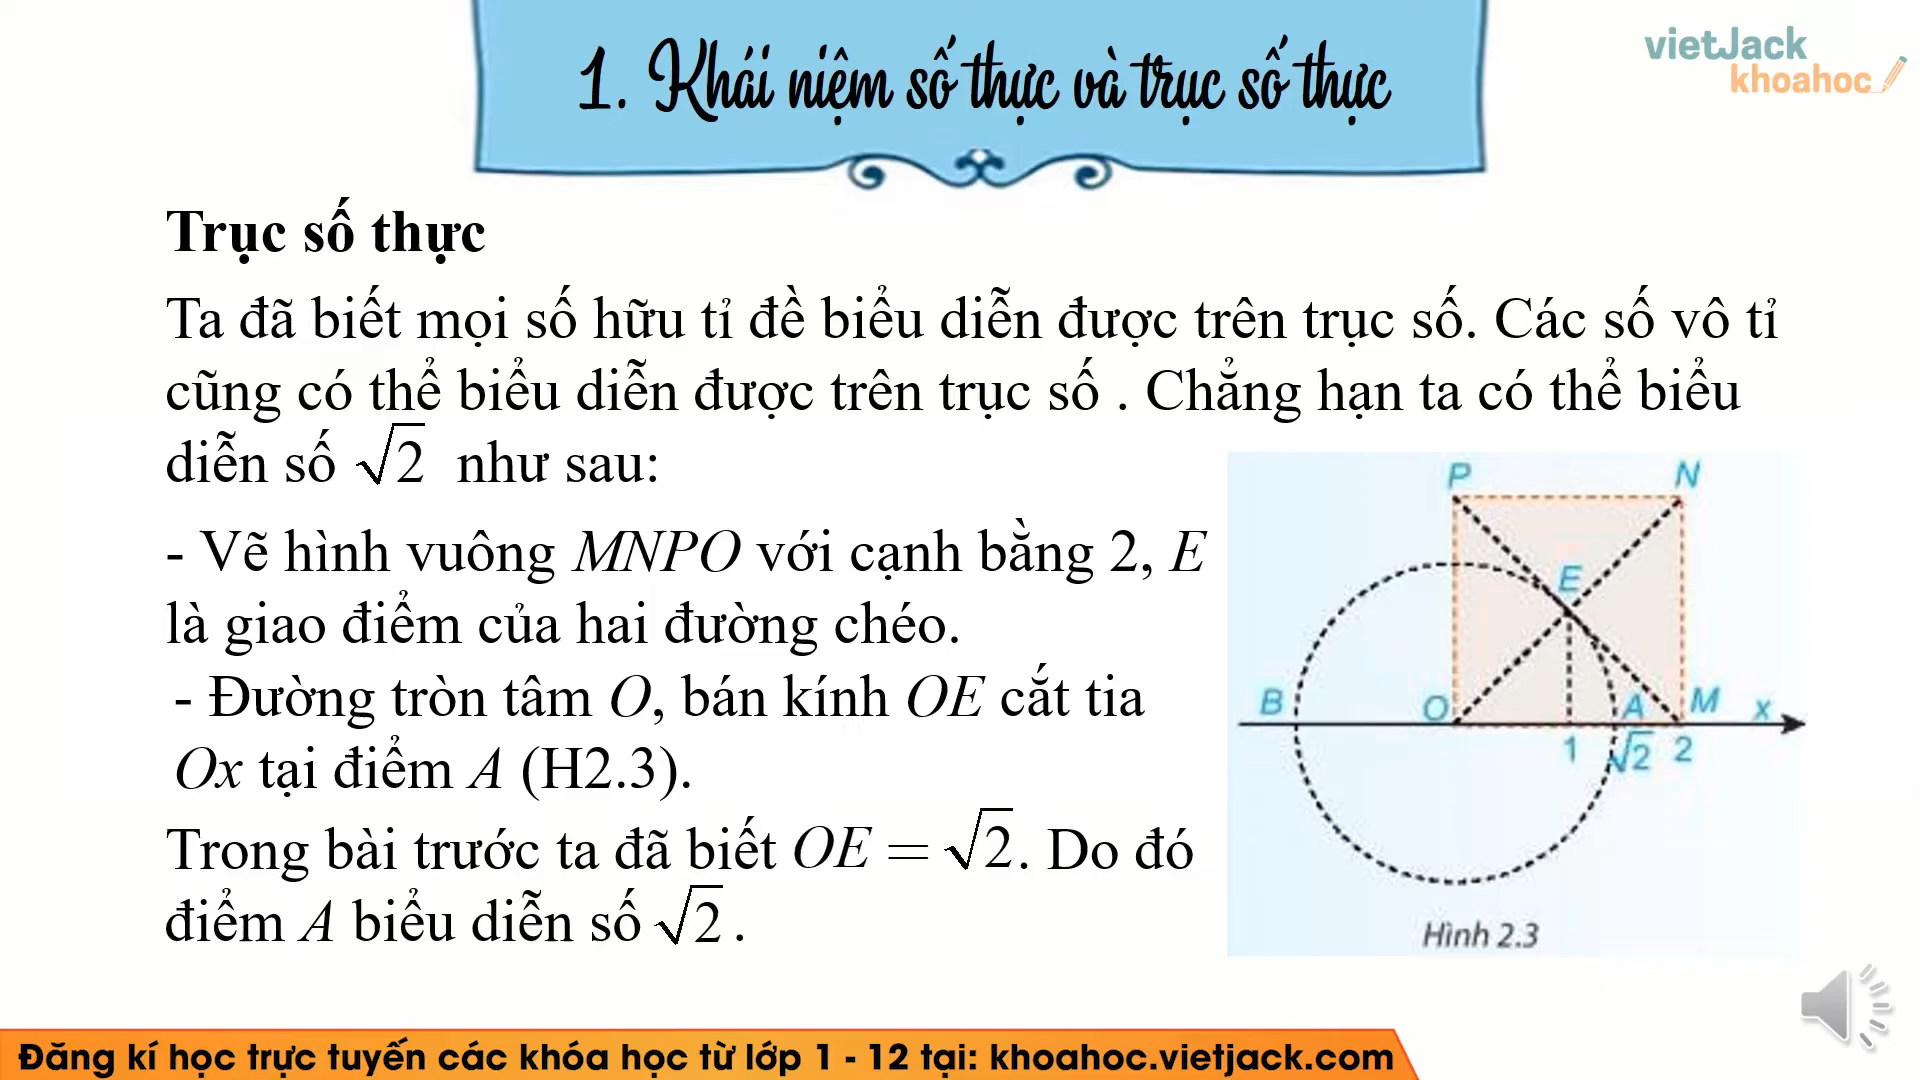 1. Khái niệm số thực và trục số thực
vietJack
khoahoc
Trục số thực
Ta đã biết mọi số hữu tỉ đề biểu diễn được trên trục số. Các số vô tỉ
cũng có thể biểu diễn được trên trục số . Chẳng hạn ta có thể biểu
diễn số √2 như sau:
- Vẽ hình vuông MNPO với cạnh bằng 2, E
là giao điểm của hai đường chéo.
- Đường tròn tâm O, bán kính OE cắt tia
Ox tại điểm A (H2.3).
Trong bài trước ta đã biết OE = √2. Do đó
điểm A biểu diễn số √2 .
P N
E
B O A M x
1 √2 2
Hình 2.3
Đăng kí học trực tuyến các khóa học từ lớp 1 - 12 tại: khoahoc.vietjack.com